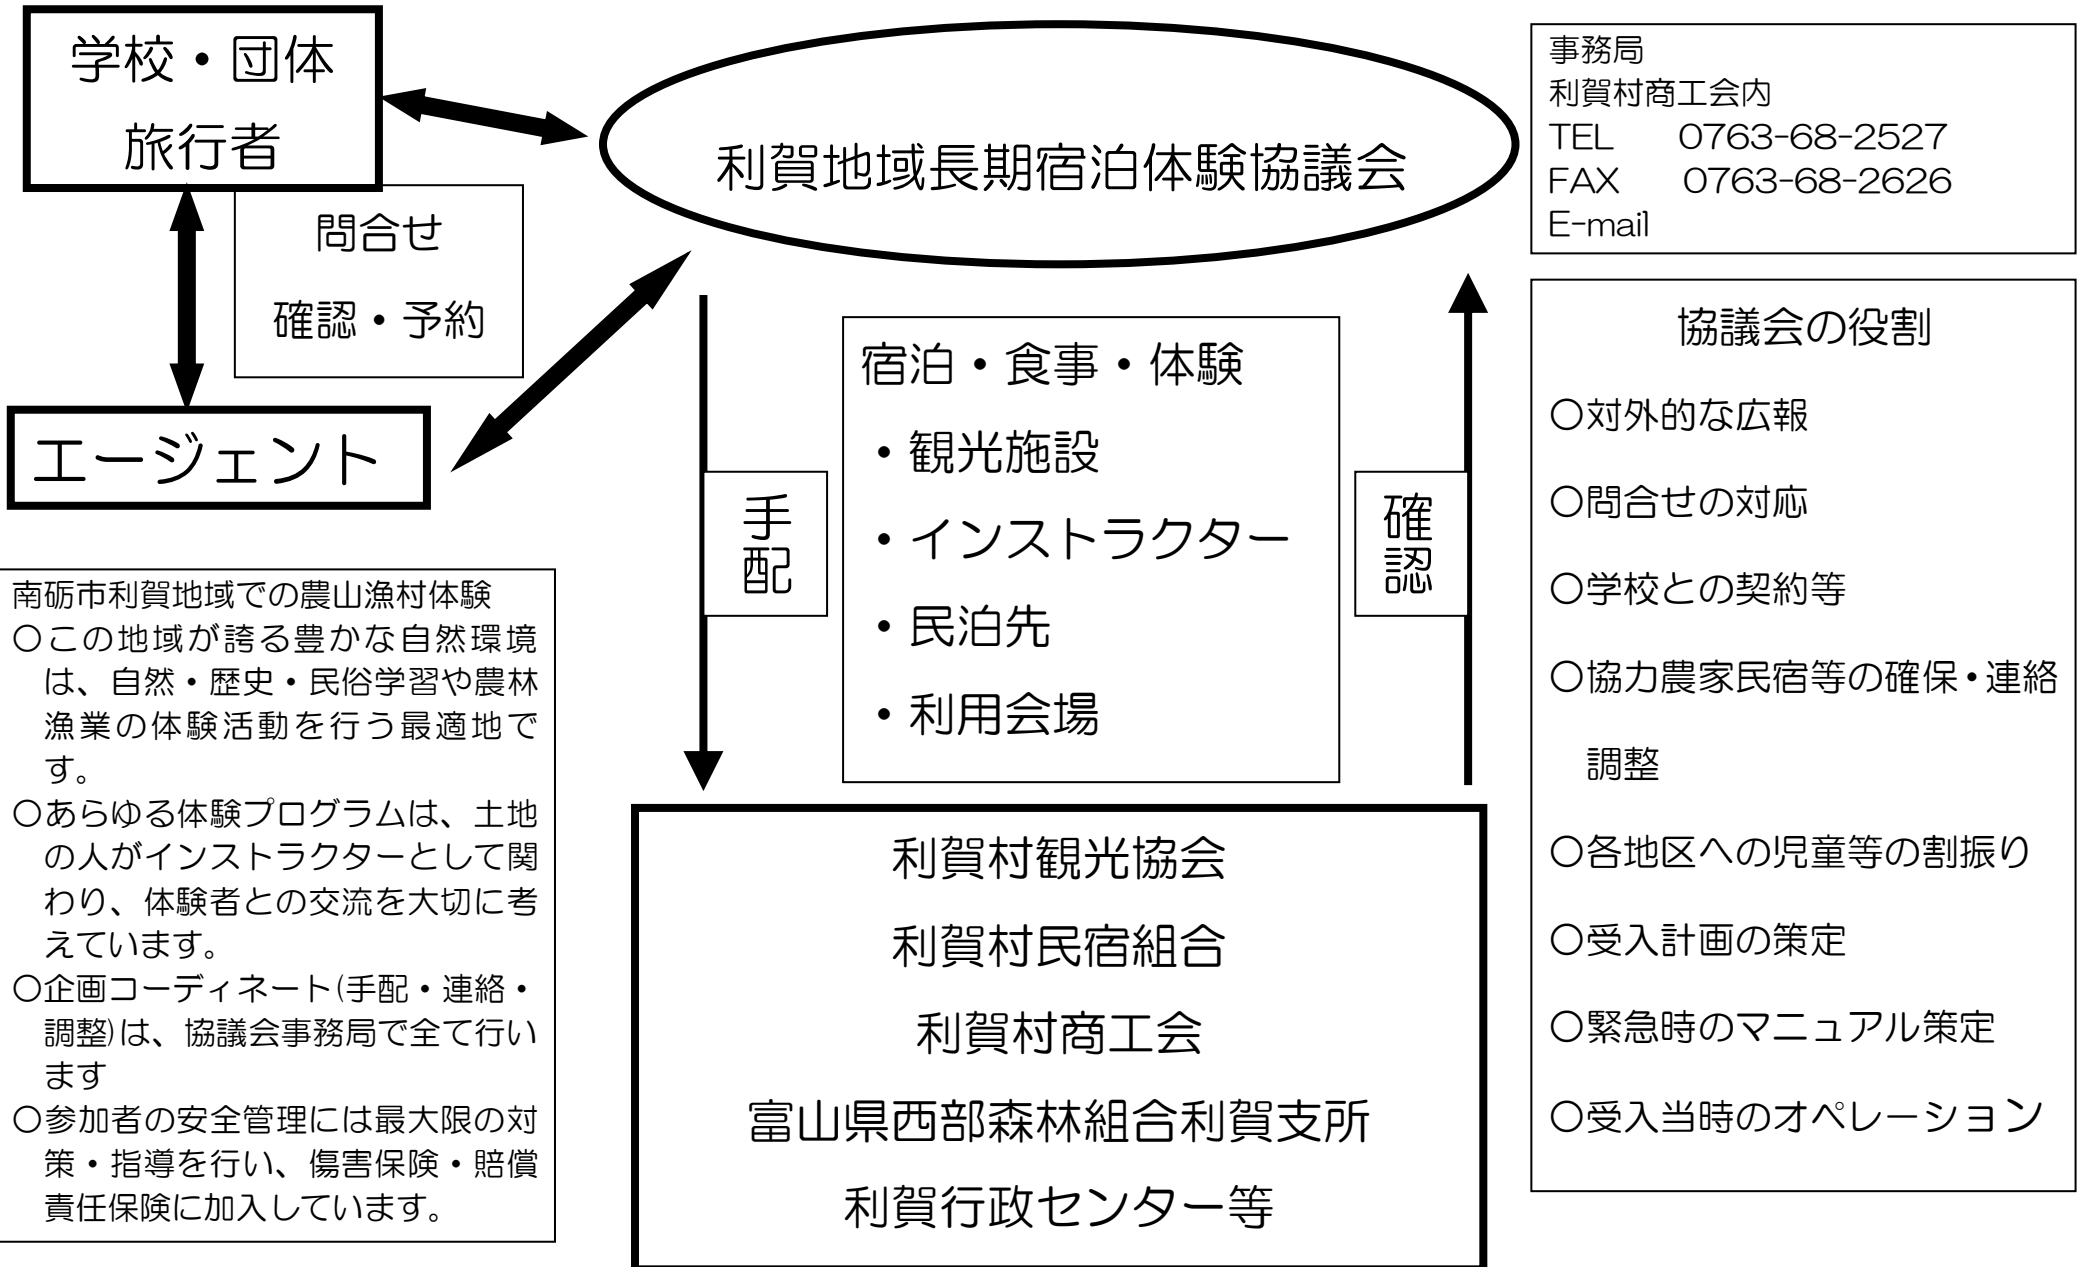 学校・団体
旅行者
利賀地域長期宿泊体験協議会
事務局
利賀村商工会内
TEL 0763-68-2527
FAX 0763-68-2626
E-mail
問合せ
確認・予約
エージェント
手配
宿泊・食事・体験
・観光施設
・インストラクター
・民泊先
・利用会場
確認
協議会の役割
○対外的な広報
○問合せの対応
○学校との契約等
○協力農家民宿等の確保・連絡
調整
○各地区への児童等の割振り
○受入計画の策定
○緊急時のマニュアル策定
○受入当時のオペレーション
南砺市利賀地域での農山漁村体験
○この地域が誇る豊かな自然環境
は、自然・歴史・民俗学習や農林
漁業の体験活動を行う最適地で
す。
○あらゆる体験プログラムは、土地
の人がインストラクターとして関
わり、体験者との交流を大切に考
えています。
○企画コーディネート(手配・連絡・
調整)は、協議会事務局で全て行い
ます
○参加者の安全管理には最大限の対
策・指導を行い、傷害保険・賠償
責任保険に加入しています。
利賀村観光協会
利賀村民宿組合
利賀村商工会
富山県西部森林組合利賀支所
利賀行政センター等